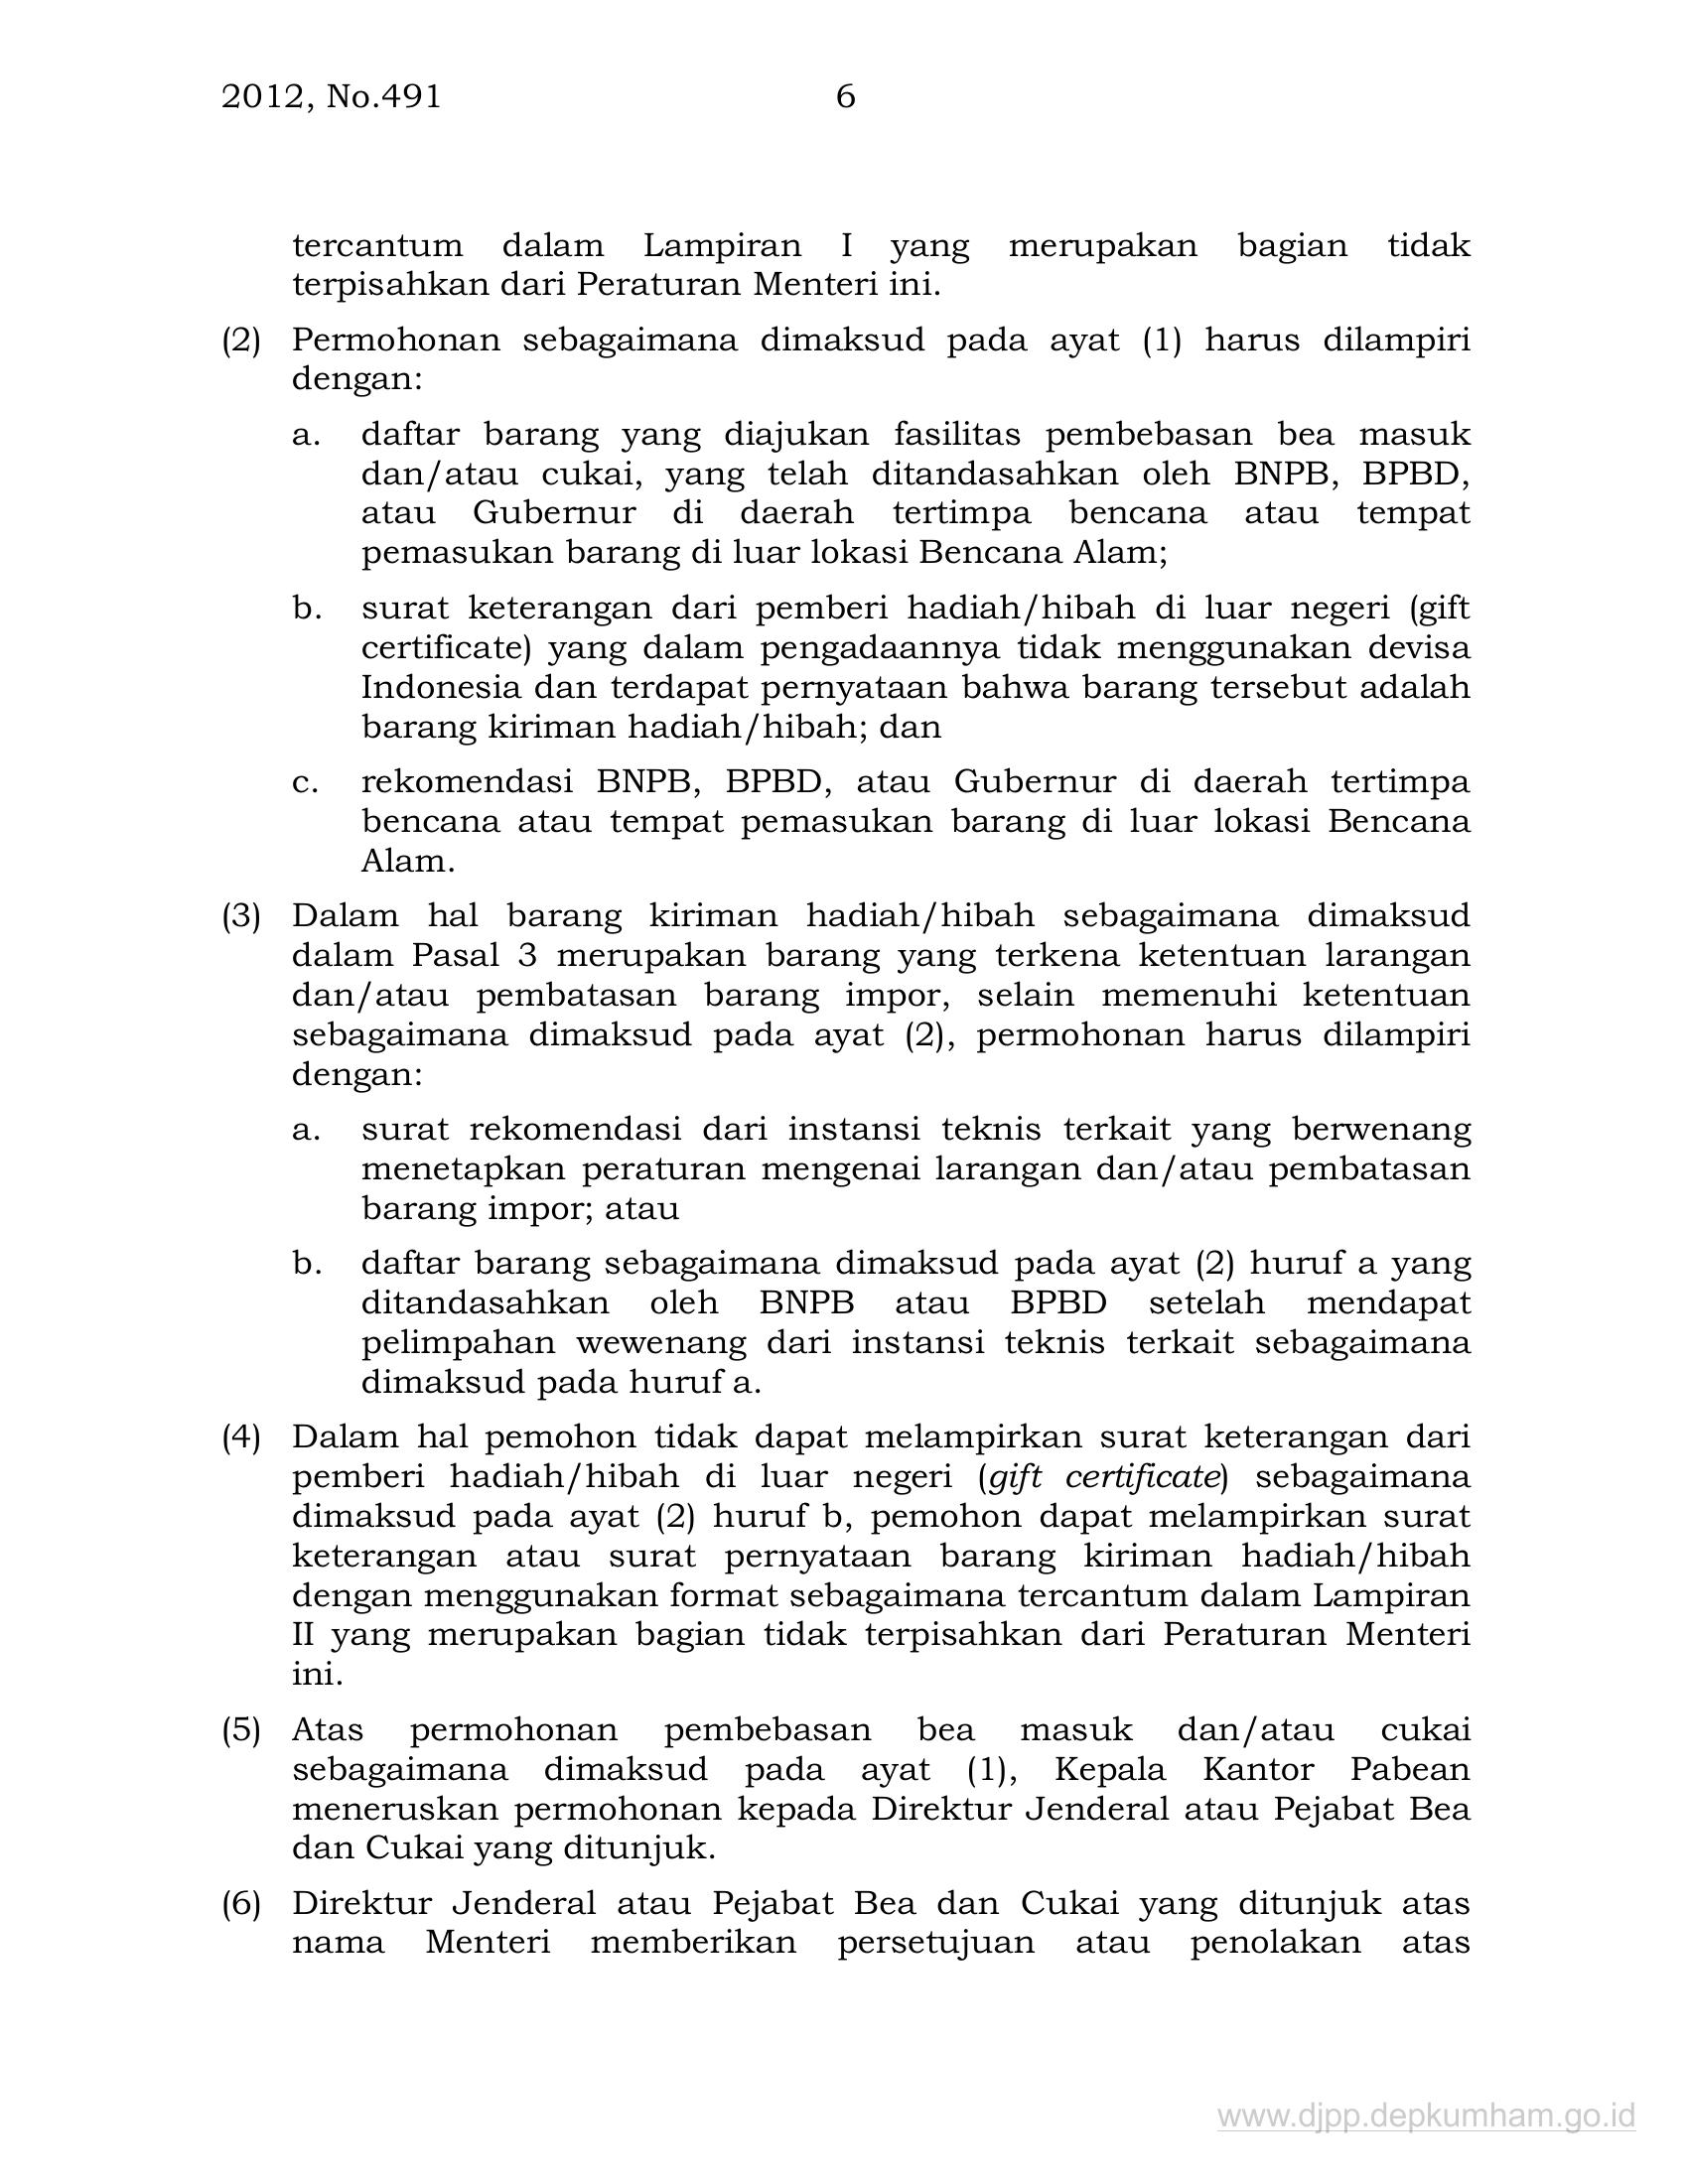 2012, No.491
6
tercantum dalam Lampiran I yang merupakan bagian tidak
terpisahkan dari Peraturan Menteri ini.
(2) Permohonan sebagaimana dimaksud pada ayat (1) harus dilampiri
dengan:
a. daftar barang yang diajukan fasilitas pembebasan bea masuk
dan/atau cukai, yang telah ditandasahkan oleh BNPB, BPBD,
atau Gubernur di daerah tertimpa bencana atau tempat
pemasukan barang di luar lokasi Bencana Alam;
b. surat keterangan dari pemberi hadiah/hibah di luar negeri (gift
certificate) yang dalam pengadaannya tidak menggunakan devisa
Indonesia dan terdapat pernyataan bahwa barang tersebut adalah
barang kiriman hadiah/hibah; dan
c. rekomendasi BNPB, BPBD, atau Gubernur di daerah tertimpa
bencana atau tempat pemasukan barang di luar lokasi Bencana
Alam.
(3) Dalam hal barang kiriman hadiah/hibah sebagaimana dimaksud
dalam Pasal 3 merupakan barang yang terkena ketentuan larangan
dan/atau pembatasan barang impor, selain memenuhi ketentuan
sebagaimana dimaksud pada ayat (2), permohonan harus dilampiri
dengan:
a. surat rekomendasi dari instansi teknis terkait yang berwenang
menetapkan peraturan mengenai larangan dan/atau pembatasan
barang impor; atau
b. daftar barang sebagaimana dimaksud pada ayat (2) huruf a yang
ditandasahkan oleh BNPB atau BPBD setelah mendapat
pelimpahan wewenang dari instansi teknis terkait sebagaimana
dimaksud pada huruf a.
(4) Dalam hal pemohon tidak dapat melampirkan surat keterangan dari
pemberi hadiah/hibah di luar negeri (gift certificate) sebagaimana
dimaksud pada ayat (2) huruf b, pemohon dapat melampirkan surat
keterangan atau surat pernyataan barang kiriman hadiah/hibah
dengan menggunakan format sebagaimana tercantum dalam Lampiran
II yang merupakan bagian tidak terpisahkan dari Peraturan Menteri
ini.
(5) Atas permohonan pembebasan bea masuk dan/atau cukai
sebagaimana dimaksud pada ayat (1), Kepala Kantor Pabean
meneruskan permohonan kepada Direktur Jenderal atau Pejabat Bea
dan Cukai yang ditunjuk.
(6) Direktur Jenderal atau Pejabat Bea dan Cukai yang ditunjuk atas
nama Menteri memberikan persetujuan atau penolakan atas
www.djpp.depkumham.go.id